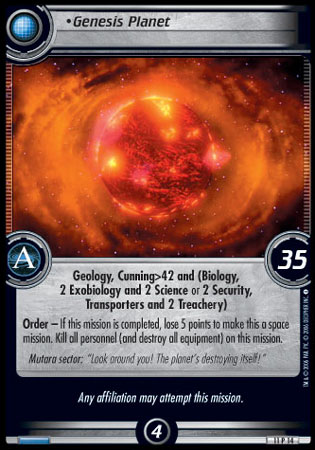 •Genesis Planet
A
35
Geology, Cunning>42 and (Biology,
2 Exobiology and 2 Science or 2 Security,
Transporters and 2 Treachery)
Order – If this mission is completed, lose 5 points to make this a space
mission. Kill all personnel (and destroy all equipment) on this mission.
Mutara sector: "Look around you! The planet's destroying itself!"
Any affiliation may attempt this mission.
4
11 P 14